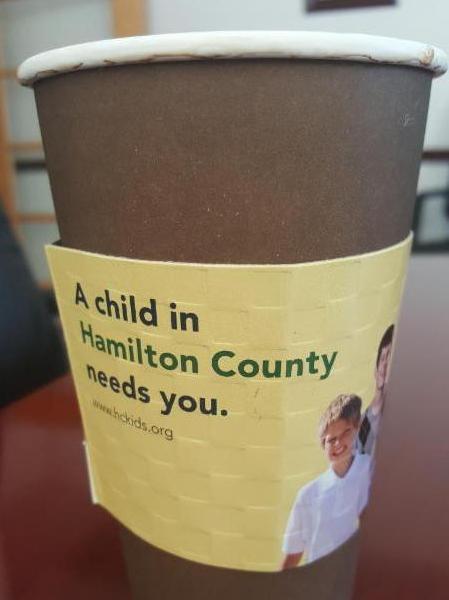 A child in
Hamilton County
needs you.
www.hckids.org